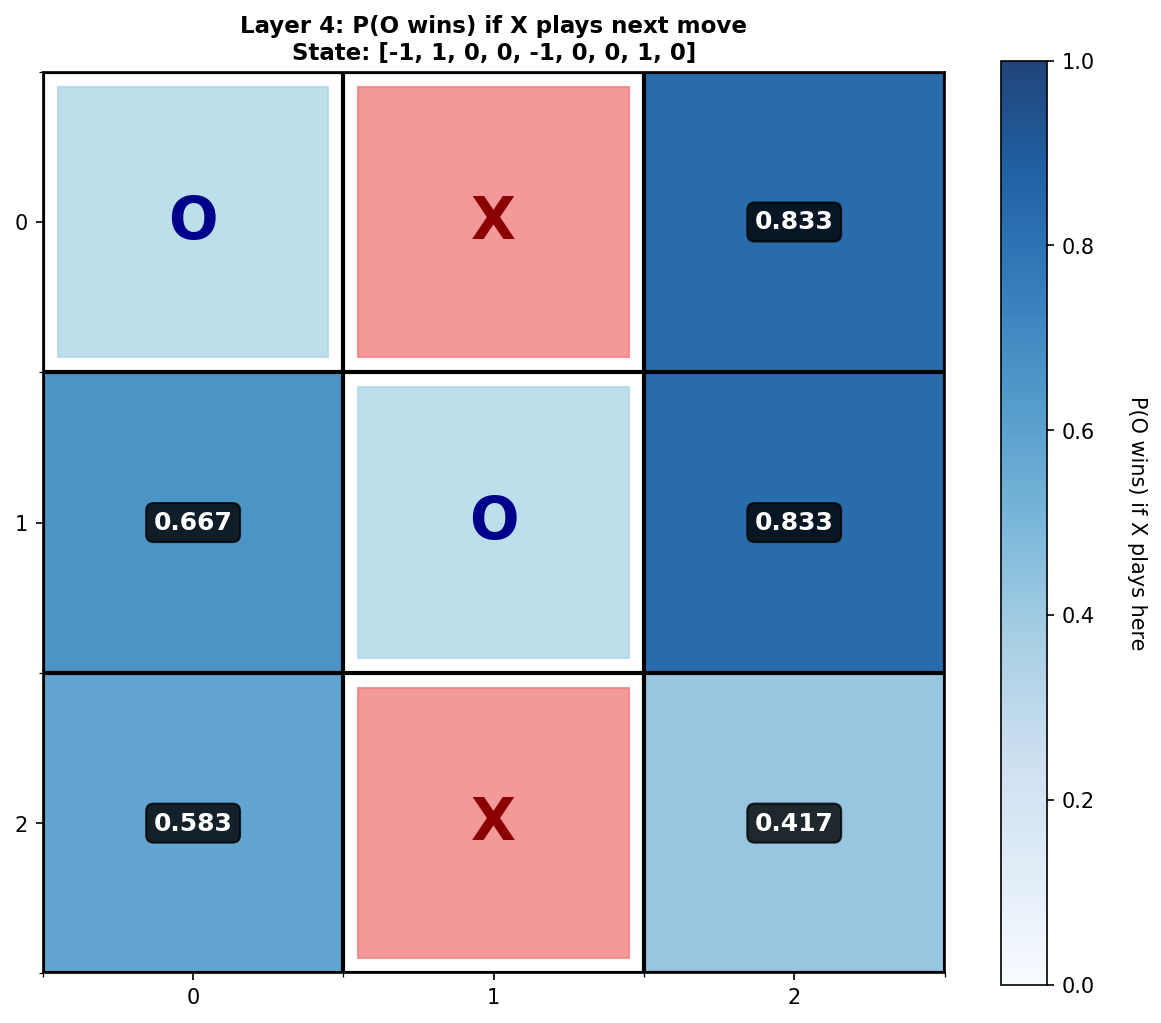 Layer 4: P(O wins) if X plays next move
State: [-1, 1, 0, 0, -1, 0, 0, 1, 0]
O
X
0.833
0
0.667
O
0.833
1
0.583
X
0.417
2
0
1
2
1.0
0.8
0.6
0.4
0.2
0.0
P(O wins) if X plays here